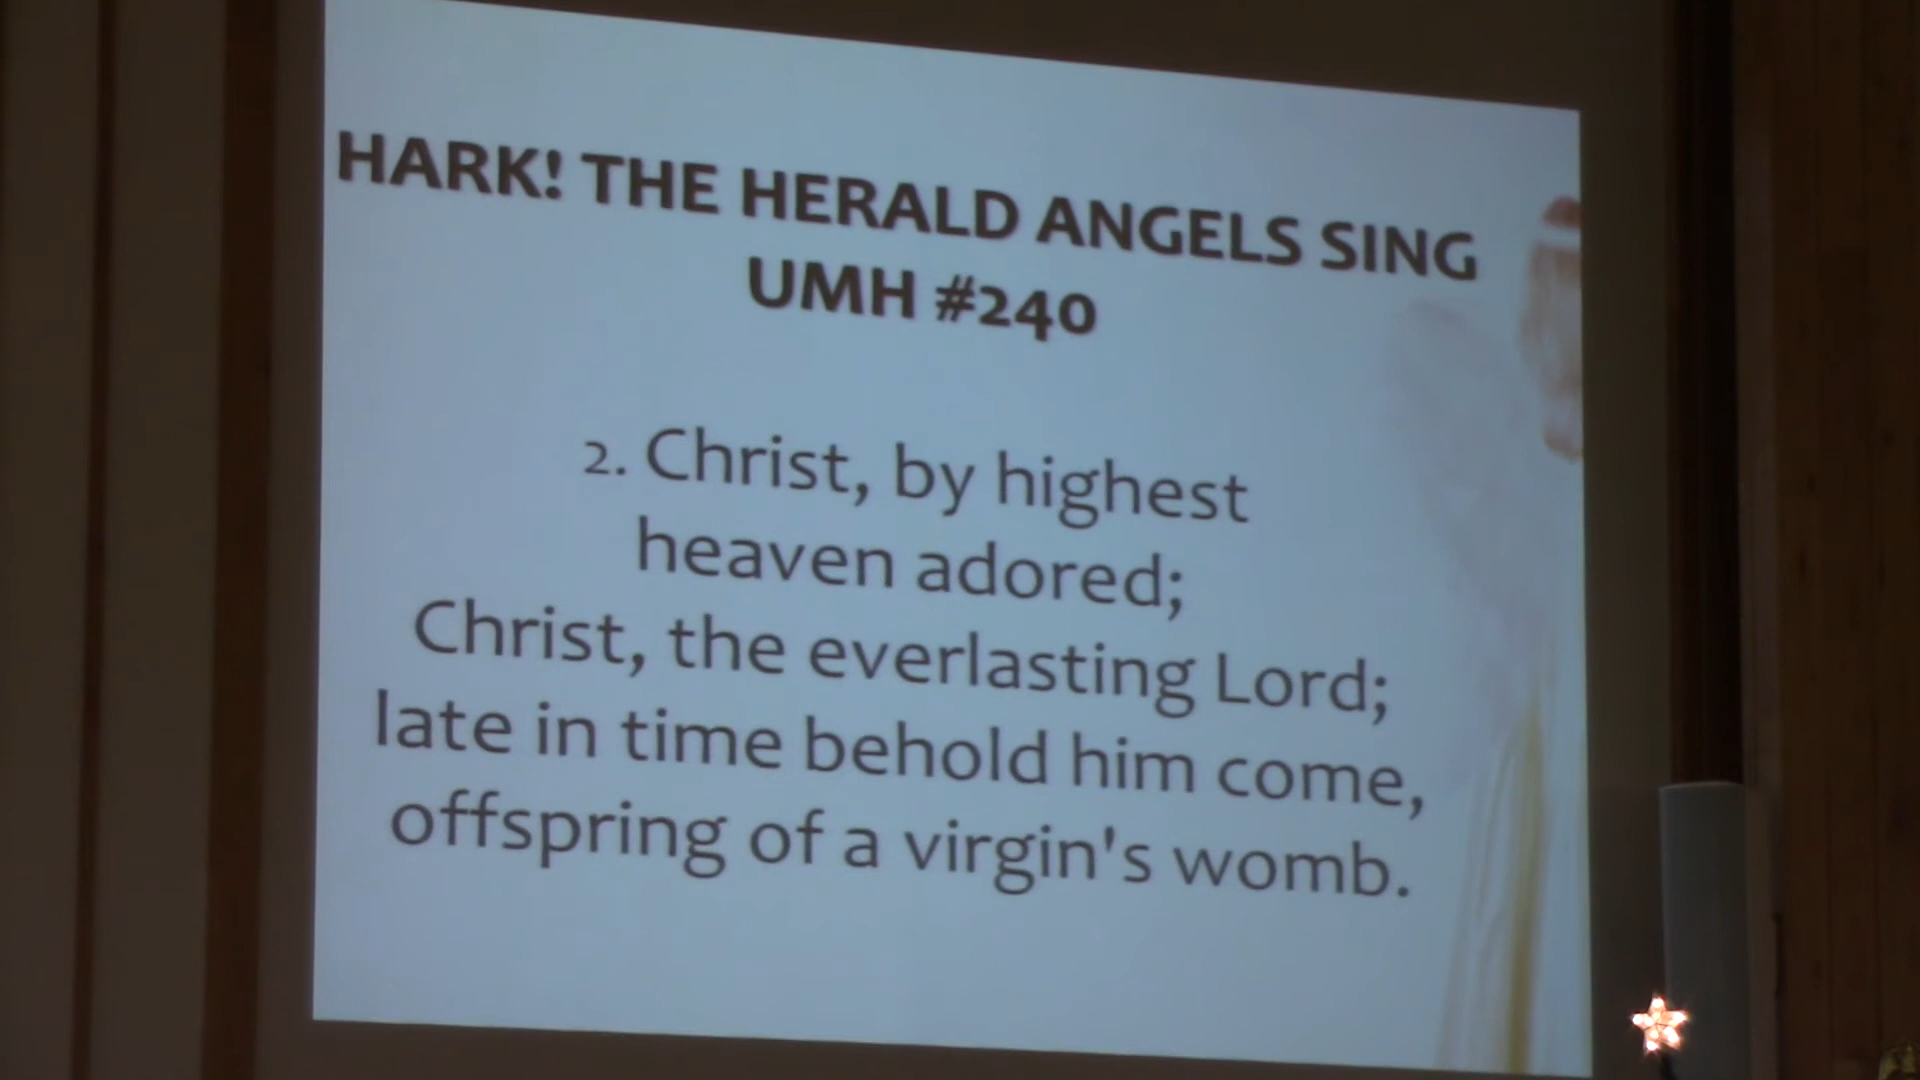 HARK! THE HERALD ANGELS SING
UMH #240
2. Christ, by highest
heaven adored;
Christ, the everlasting Lord;
late in time behold him come,
offspring of a virgin's womb.